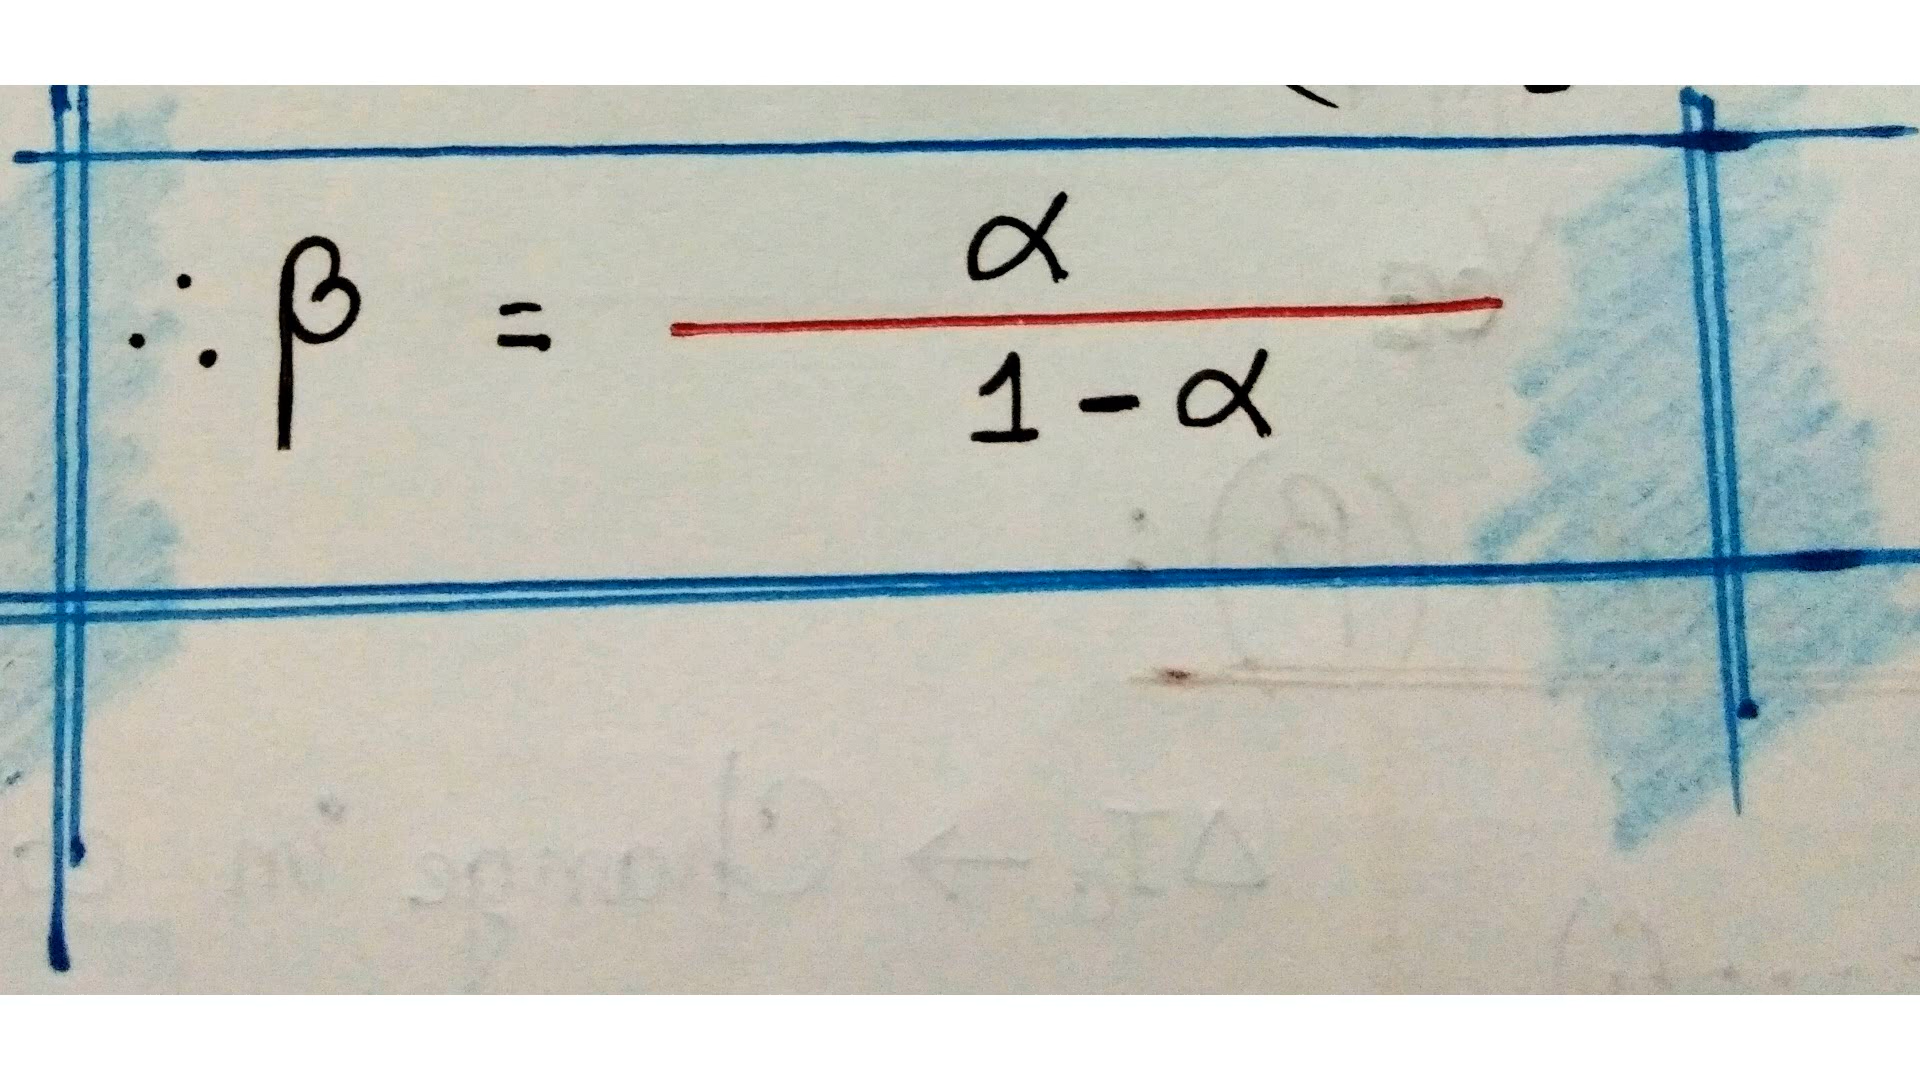 ∴ β = α / (1 - α)